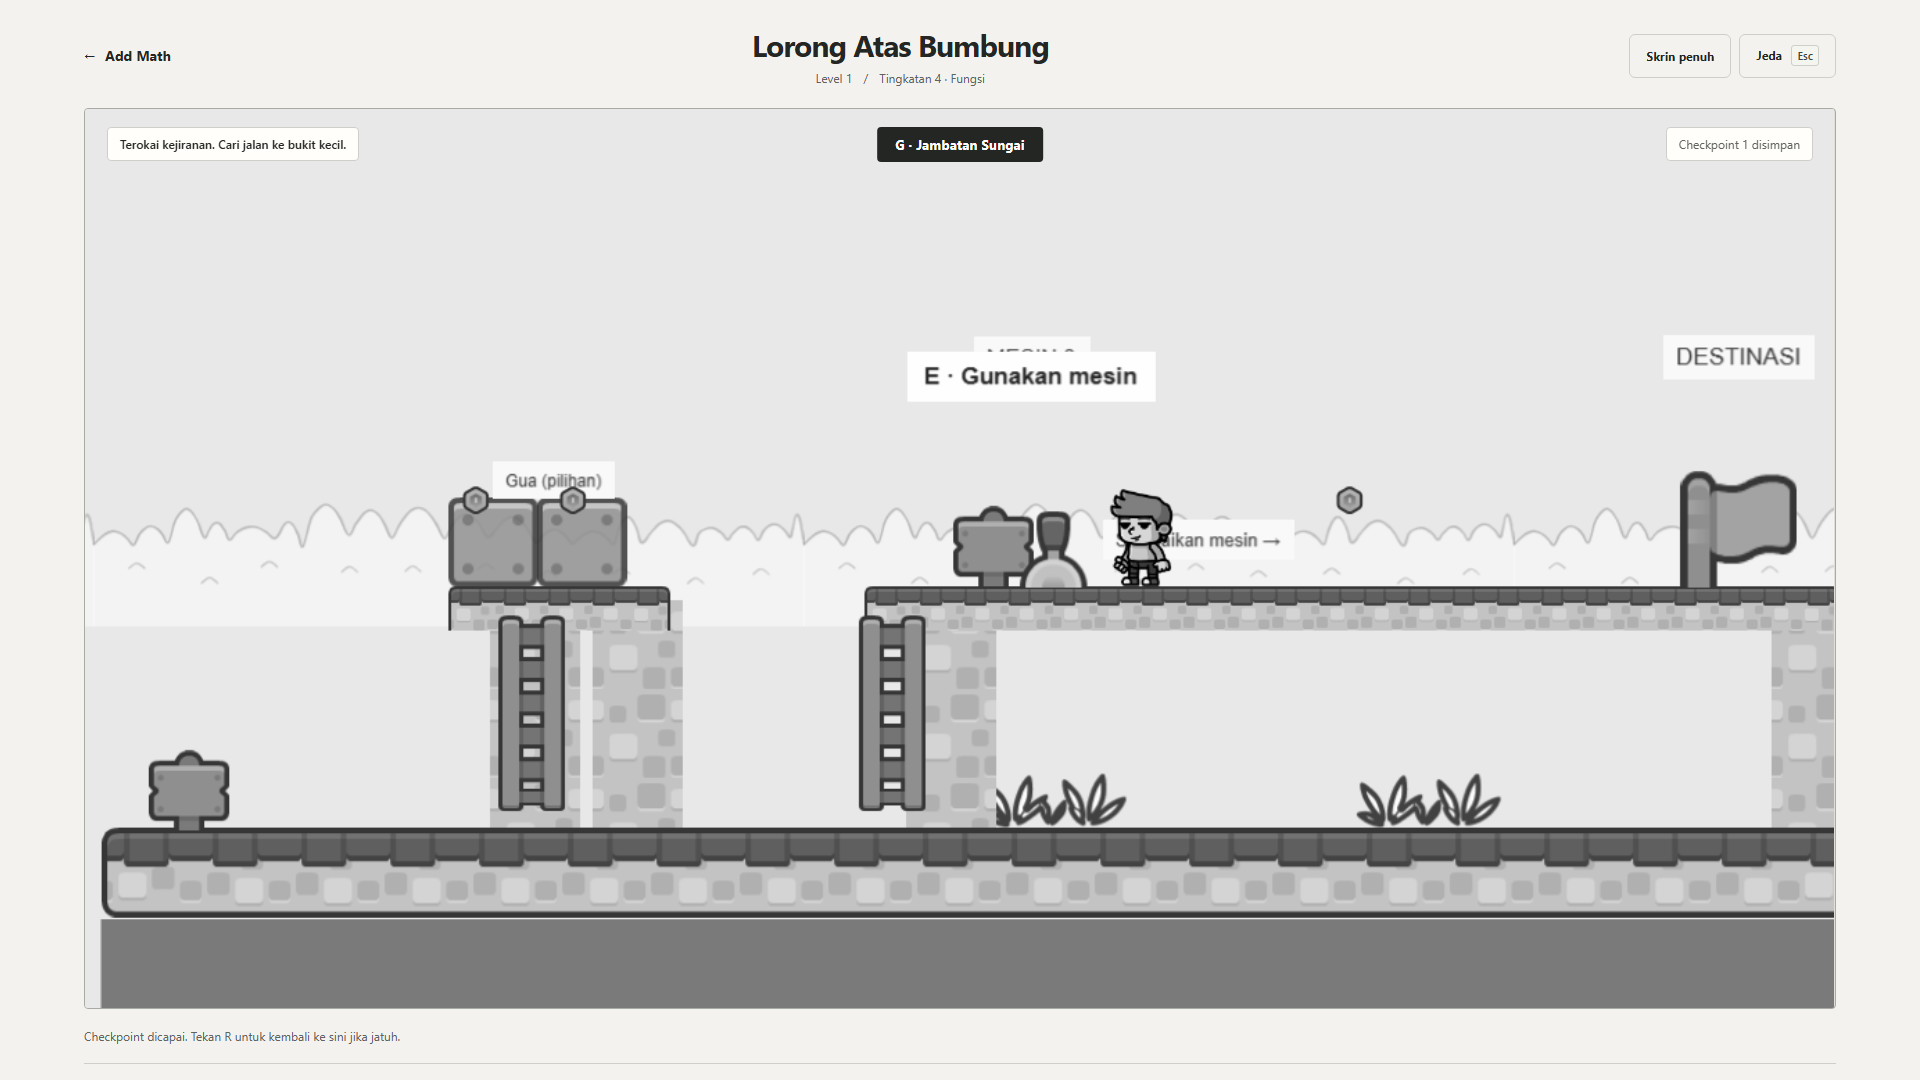 ← Add Math
Lorong Atas Bumbung
Level 1 / Tingkatan 4 · Fungsi
Skrin penuh
Jeda Esc
Terokai kejiranan. Cari jalan ke bukit kecil.
G · Jambatan Sungai
Checkpoint 1 disimpan
E · Gunakan mesin
DESTINASI
Gua (pilihan)
mesin →
Checkpoint dicapai. Tekan R untuk kembali ke sini jika jatuh.